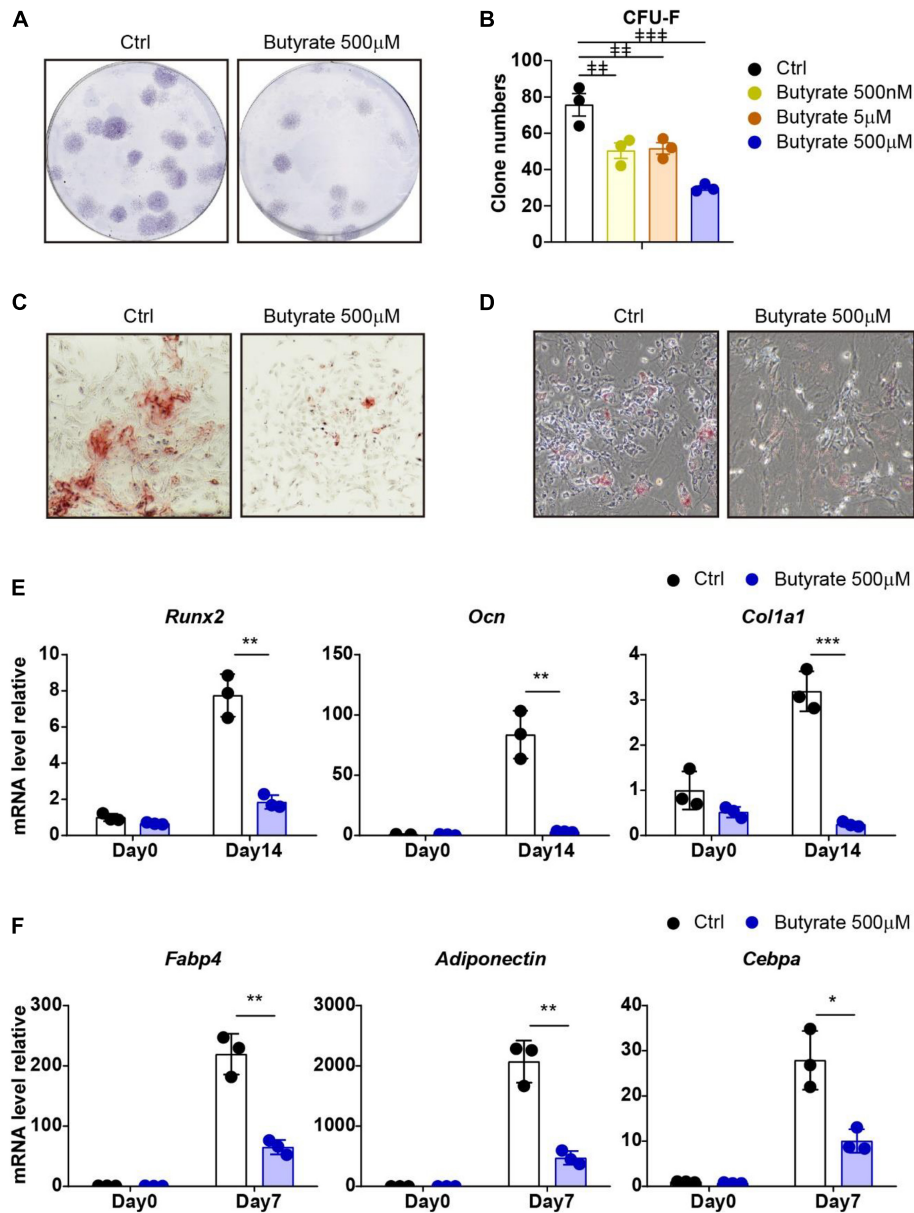 A
Ctrl
Butyrate 500μM
B
CFU-F
‡‡‡
‡‡
‡‡
Clone numbers
100
80
60
40
20
0
Ctrl
Butyrate 500nM
Butyrate 5μM
Butyrate 500μM
C
Ctrl
Butyrate 500μM
D
Ctrl
Butyrate 500μM
E
Ctrl
Butyrate 500μM
Runx2
Ocn
Col1a1
mRNA level relative
10
8
6
4
2
0
**
Day0
Day14
150
100
50
0
**
Day0
Day14
4
3
2
1
0
***
Day0
Day14
F
Ctrl
Butyrate 500μM
Fabp4
Adiponectin
Cebpa
mRNA level relative
300
200
100
0
**
Day0
Day7
3000
2000
1000
0
**
Day0
Day7
40
30
20
10
0
*
Day0
Day7